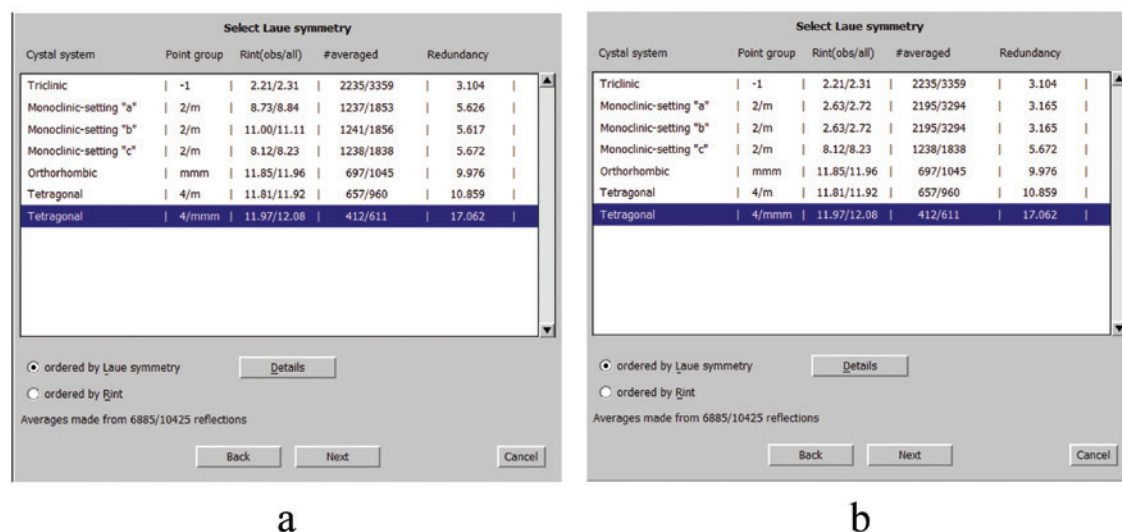 Select Laue symmetry
Cystal system Point group Rint(obs/all) #averaged Redundancy
Triclinic | -1 | 2.21/2.31 | 2235/3359 | 3.104 |
Monoclinic-setting "a" | 2/m | 8.73/8.84 | 1237/1853 | 5.626 |
Monoclinic-setting "b" | 2/m | 11.00/11.11 | 1241/1856 | 5.617 |
Monoclinic-setting "c" | 2/m | 8.12/8.23 | 1238/1838 | 5.672 |
Orthorhombic | mmm | 11.85/11.96 | 697/1045 | 9.976 |
Tetragonal | 4/m | 11.81/11.92 | 657/960 | 10.859 |
Tetragonal | 4/mmm | 11.97/12.08 | 412/611 | 17.062 |
ordered by Laue symmetry Details
ordered by Rint
Averages made from 6885/10425 reflections
Back Next Cancel
a
Select Laue symmetry
Cystal system Point group Rint(obs/all) #averaged Redundancy
Triclinic | -1 | 2.21/2.31 | 2235/3359 | 3.104 |
Monoclinic-setting "a" | 2/m | 2.63/2.72 | 2195/3294 | 3.165 |
Monoclinic-setting "b" | 2/m | 2.63/2.72 | 2195/3294 | 3.165 |
Monoclinic-setting "c" | 2/m | 8.12/8.23 | 1238/1838 | 5.672 |
Orthorhombic | mmm | 11.85/11.96 | 697/1045 | 9.976 |
Tetragonal | 4/m | 11.81/11.92 | 657/960 | 10.859 |
Tetragonal | 4/mmm | 11.97/12.08 | 412/611 | 17.062 |
ordered by Laue symmetry Details
ordered by Rint
Averages made from 6885/10425 reflections
Back Next Cancel
b